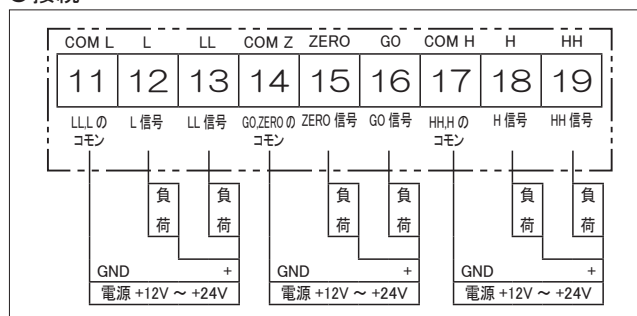 COM L L LL COM Z ZERO GO COM H H HH
11 12 13 14 15 16 17 18 19
LL,L の コモン L 信号 LL 信号 GO,ZERO の コモン ZERO 信号 GO 信号 HH,H の コモン H 信号 HH 信号
負荷 負荷 負荷 負荷 負荷 負荷
GND + GND + GND +
電源 +12V ～ +24V 電源 +12V ～ +24V 電源 +12V ～ +24V